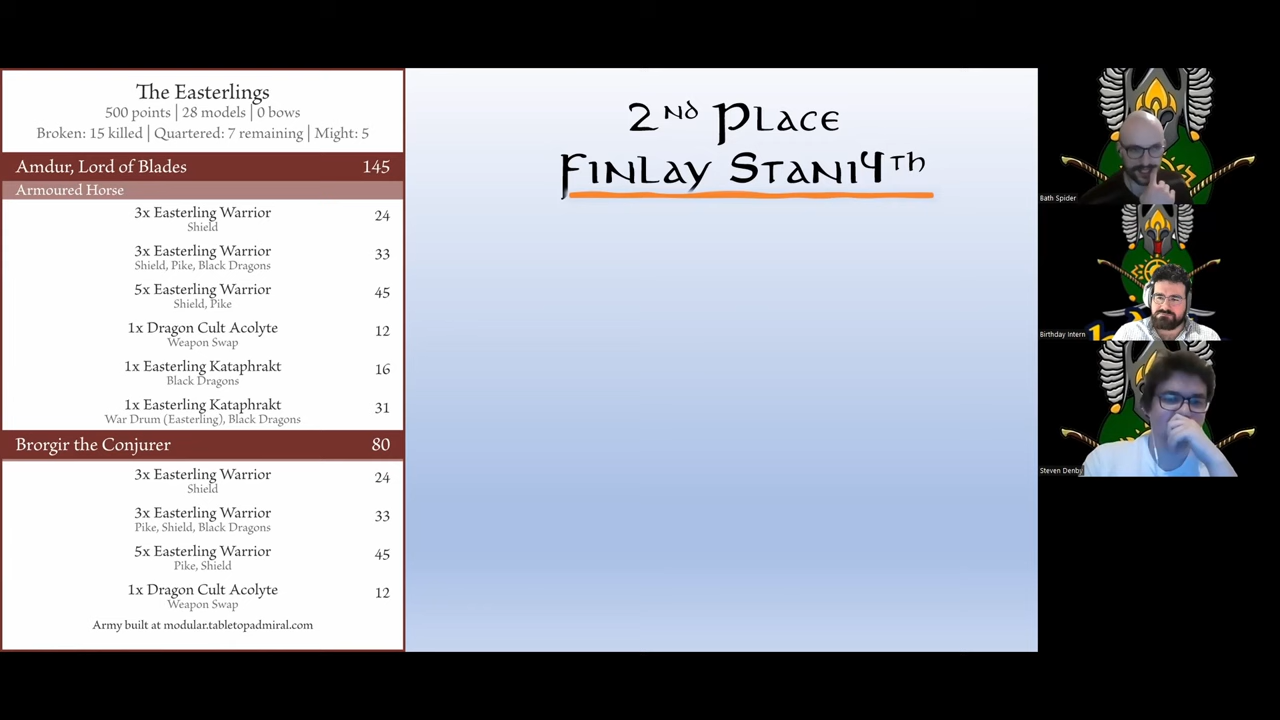 The Easterlings
500 points | 28 models | 0 bows
Broken: 15 killed | Quartered: 7 remaining | Might: 5
Amdur, Lord of Blades 145
Armoured Horse
3x Easterling Warrior 24
Shield
3x Easterling Warrior 33
Shield, Pike, Black Dragons
5x Easterling Warrior 45
Shield, Pike
1x Dragon Cult Acolyte 12
Weapon Swap
1x Easterling Kataphrakt 16
Black Dragons
1x Easterling Kataphrakt 31
War Drum (Easterling), Black Dragons
Brorgir the Conjurer 80
3x Easterling Warrior 24
Shield
3x Easterling Warrior 33
Pike, Shield, Black Dragons
5x Easterling Warrior 45
Pike, Shield
1x Dragon Cult Acolyte 12
Weapon Swap
Army built at modular.tabletopadmiral.com
2nd Place
Finlay Stani4th
Bath Spider
Birthday Intern
Steven Denby